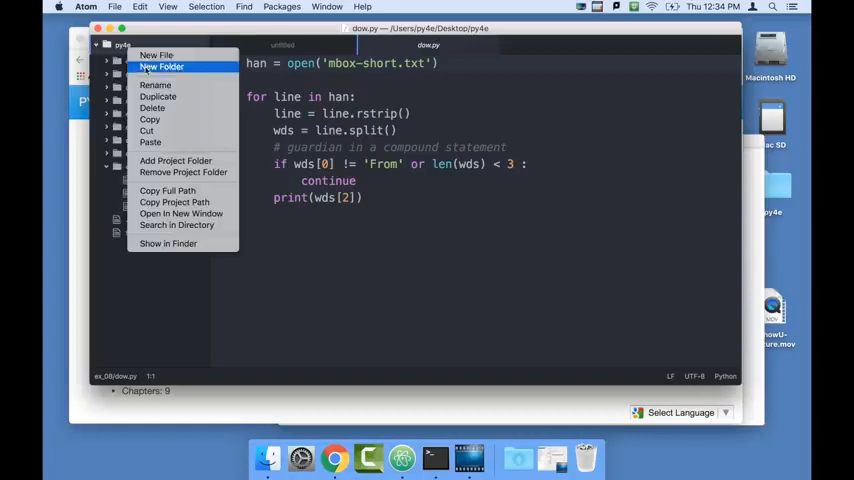 Atom File Edit View Selection Find Packages Window Help
Thu 12:34 PM
dow.py — /Users/py4e/Desktop/py4e
py4e
untitled
dow.py
New File
New Folder
Rename
Duplicate
Delete
Copy
Cut
Paste
Add Project Folder
Remove Project Folder
Copy Full Path
Copy Project Path
Open In New Window
Search in Directory
Show in Finder
han = open('mbox-short.txt')
for line in han:
line = line.rstrip()
wds = line.split()
# guardian in a compound statement
if wds[0] != 'From' or len(wds) < 3 :
continue
print(wds[2])
ex_08/dow.py 1:1
LF UTF-8 Python
Chapters: 9
Select Language
Macintosh HD
ac SD
py4e
howU-
ture.mov